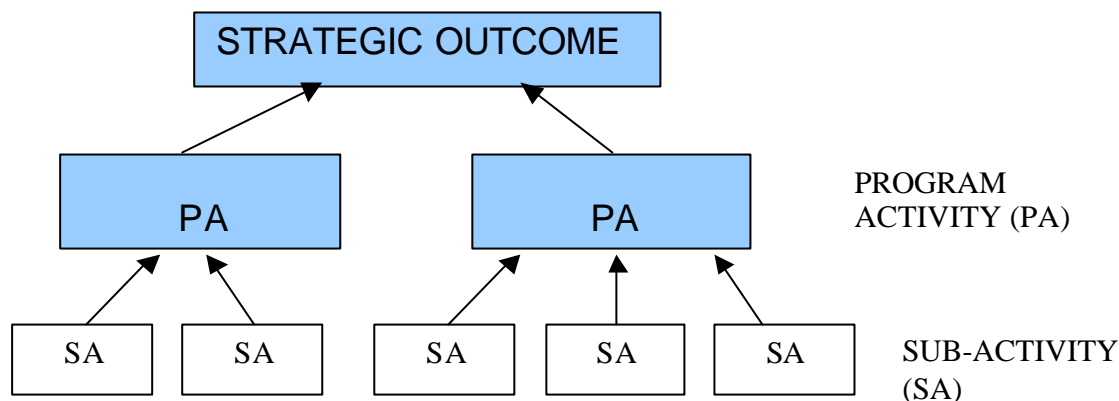 STRATEGIC OUTCOME
PA
PA
PROGRAM
ACTIVITY (PA)
SA
SA
SA
SA
SA
SUB-ACTIVITY
(SA)